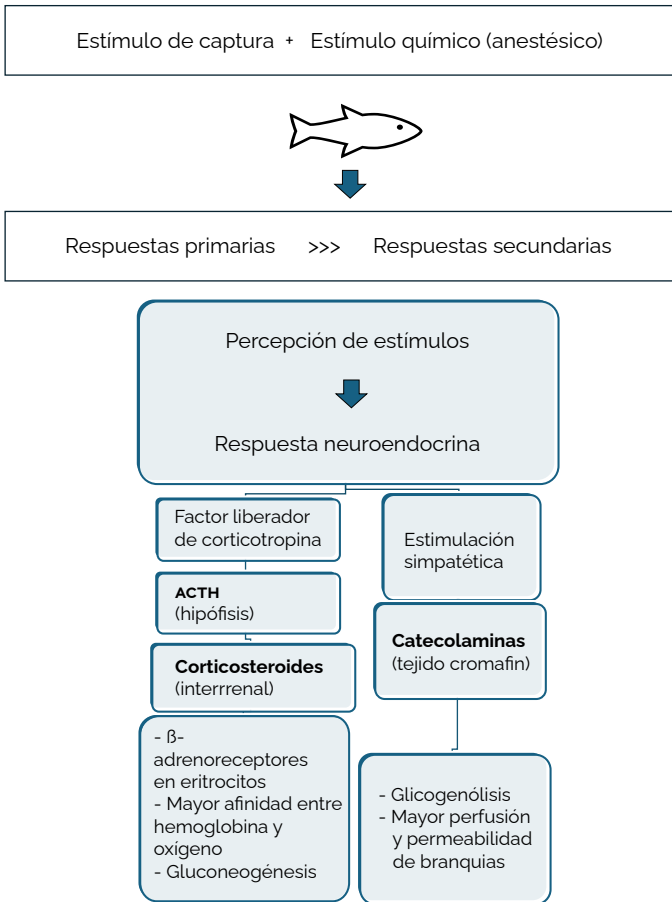 Estímulo de captura + Estímulo químico (anestésico)
Respuestas primarias >>> Respuestas secundarias
Percepción de estímulos
Respuesta neuroendocrina
Factor liberador
de corticotropina
ACTH
(hipófisis)
Corticosteroides
(interrrenal)
- ß-
adrenoreceptores
en eritrocitos
- Mayor afinidad entre
hemoglobina y
oxígeno
- Gluconeogénesis
Estimulación
simpatética
Catecolaminas
(tejido cromafin)
- Glicogenólisis
- Mayor perfusión
y permeabilidad
de branquias